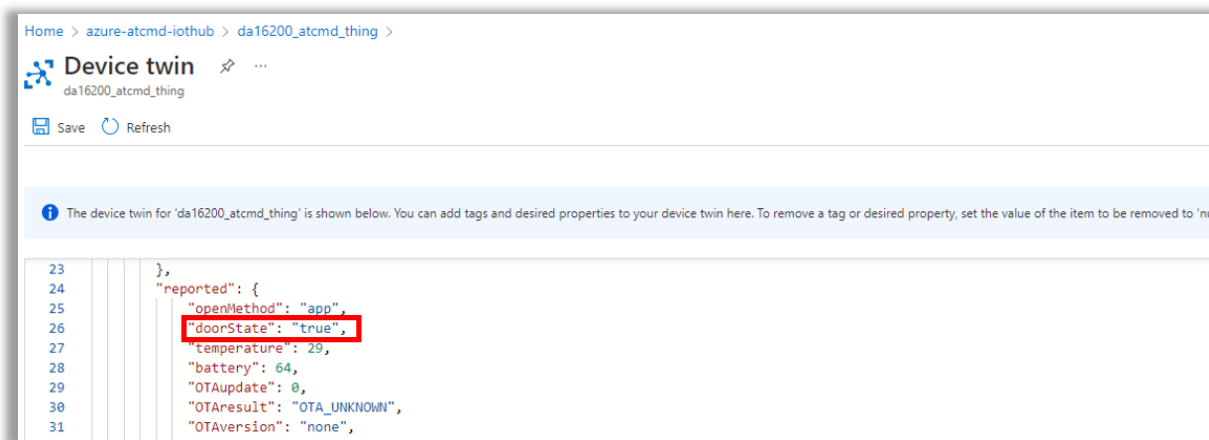 Home > azure-atcmd-iothub > da16200_atcmd_thing >
Device twin ...
da16200_atcmd_thing
Save Refresh
The device twin for 'da16200_atcmd_thing' is shown below. You can add tags and desired properties to your device twin here. To remove a tag or desired property, set the value of the item to be removed to
23 },
24 "reported": {
25 "openMethod": "app",
26 "doorState": "true",
27 "temperature": 29,
28 "battery": 64,
29 "OTAupdate": 0,
30 "OTAresult": "OTA_UNKNOWN",
31 "OTAversion": "none",